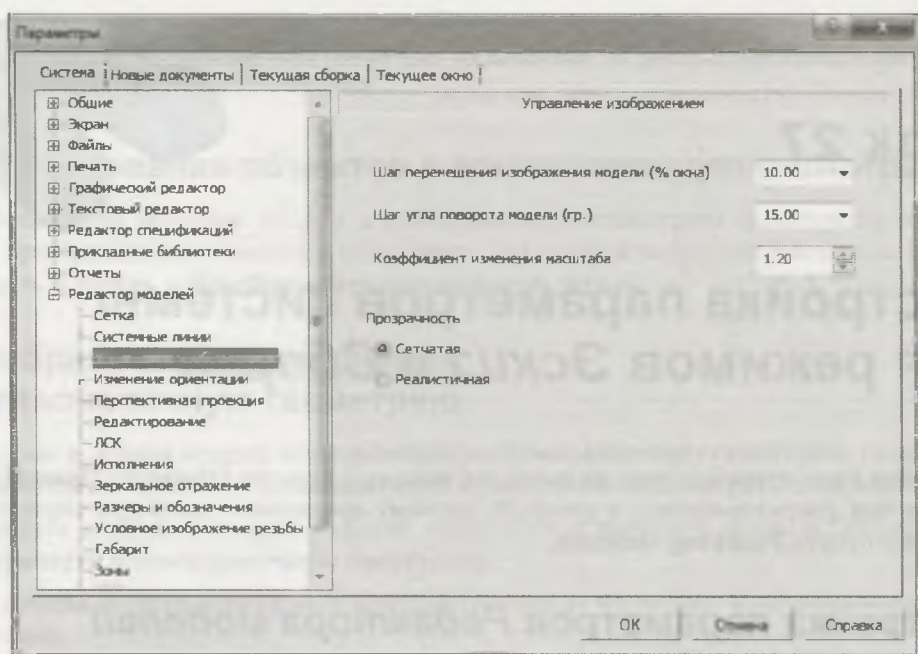 Параметры
Система Новые документы Текущая сборка Текущее окно
Общие
Экран
Файлы
Печать
Графический редактор
Текстовый редактор
Редактор спецификаций
Прикладные библиотеки
Отчеты
Редактор моделей
Сетка
Системные линии
Изменение ориентации
Перспективная проекция
Редактирование
ЛСК
Исполнения
Зеркальное отражение
Размеры и обозначения
Условное изображение резьбы
Габарит
Зоны
Управление изображением
Шаг перемещения изображения модели (% окна) 10.00
Шаг угла поворота модели (гр.) 15.00
Коэффициент изменения масштаба 1.20
Прозрачность
Сетчатая
Реалистичная
OK Отмена Справка